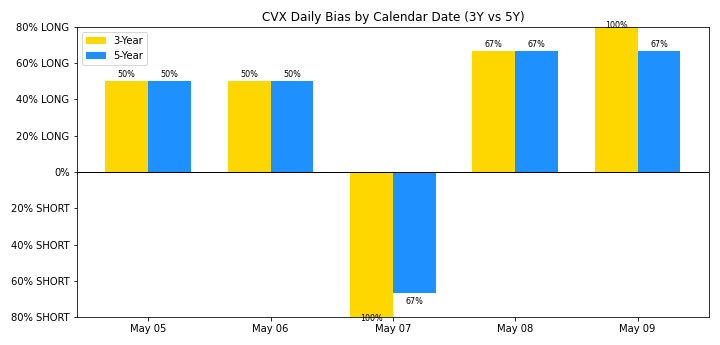 CVX Daily Bias by Calendar Date (3Y vs 5Y)
80% LONG
60% LONG
40% LONG
20% LONG
0%
20% SHORT
40% SHORT
60% SHORT
80% SHORT
3-Year
5-Year
50%
50%
50%
50%
100%
67%
67%
67%
100%
67%
May 05
May 06
May 07
May 08
May 09